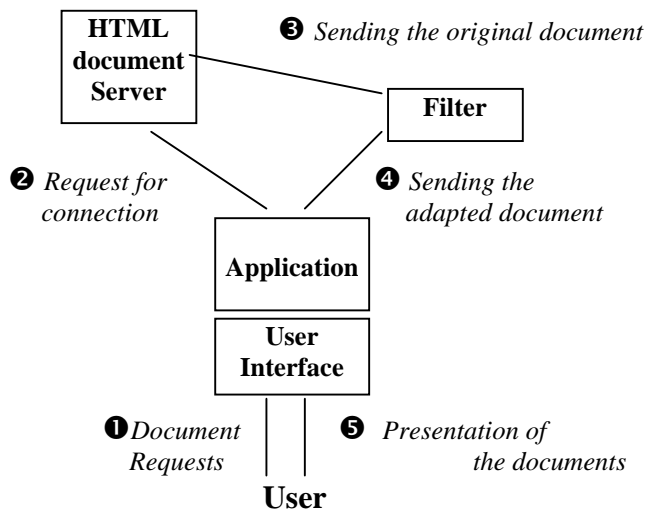 HTML
document
Server
❸ Sending the original document
Filter
❷ Request for
connection
❹ Sending the
adapted document
Application
User
Interface
❶Document
Requests
❺ Presentation of
the documents
User